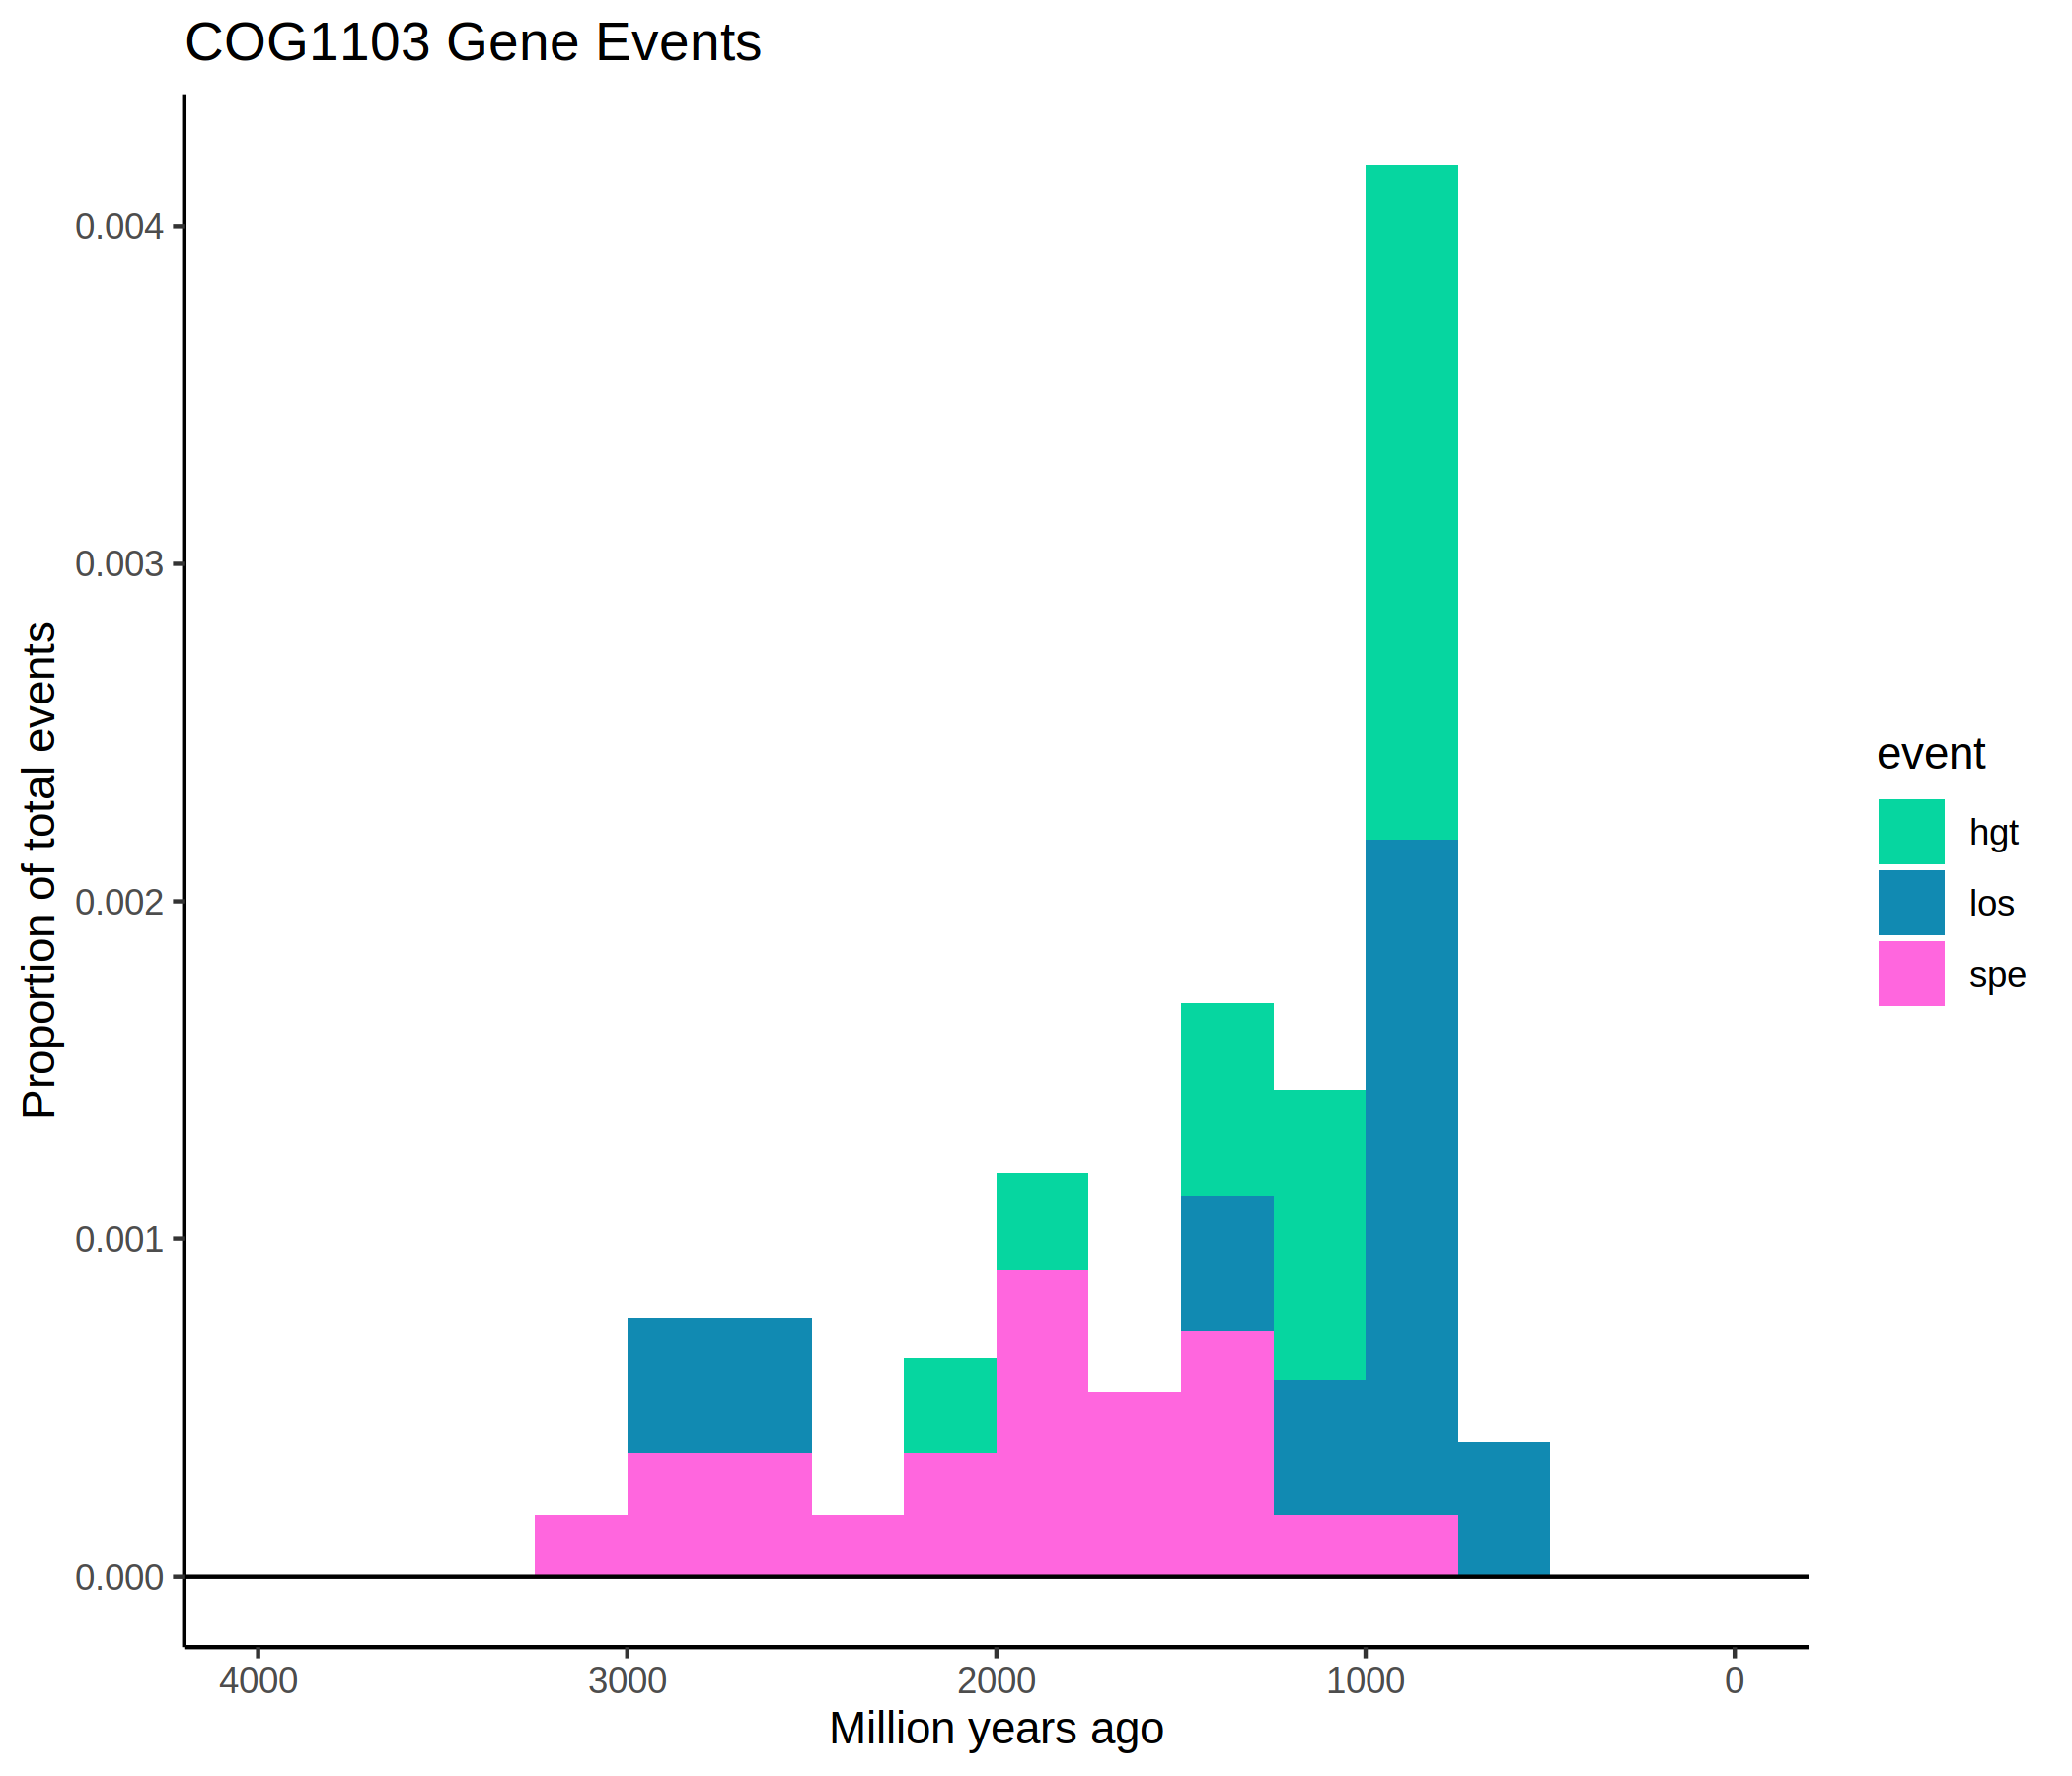 COG1103 Gene Events
Proportion of total events
0.004
0.003
0.002
0.001
0.000
4000 3000 2000 1000 0
Million years ago
event
hgt
los
spe